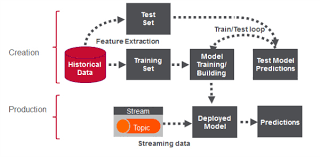 Test
Set
Train/Test loop
Feature Extraction
Creation
Historical
Data
Training
Set
Model
Training/
Building
Test Model
Predictions
Production
Stream
Topic
Deployed
Model
Predictions
Streaming data